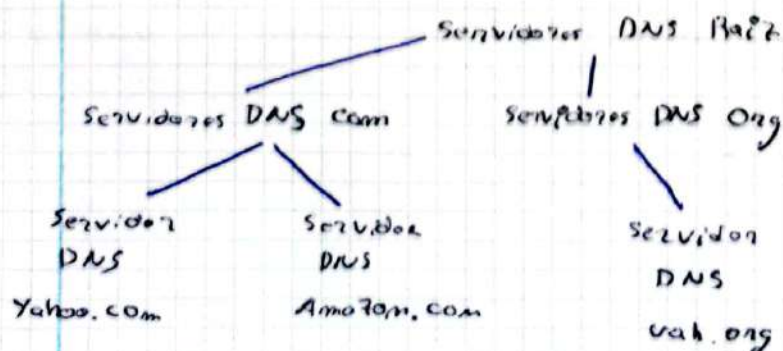 Servidores DNS Raiz
Servidores DNS com
Servidores DNS Org
Servidor
DNS
Yahoo.com
Servidor
DNS
Amazon.com
Servidor
DNS
uah.org